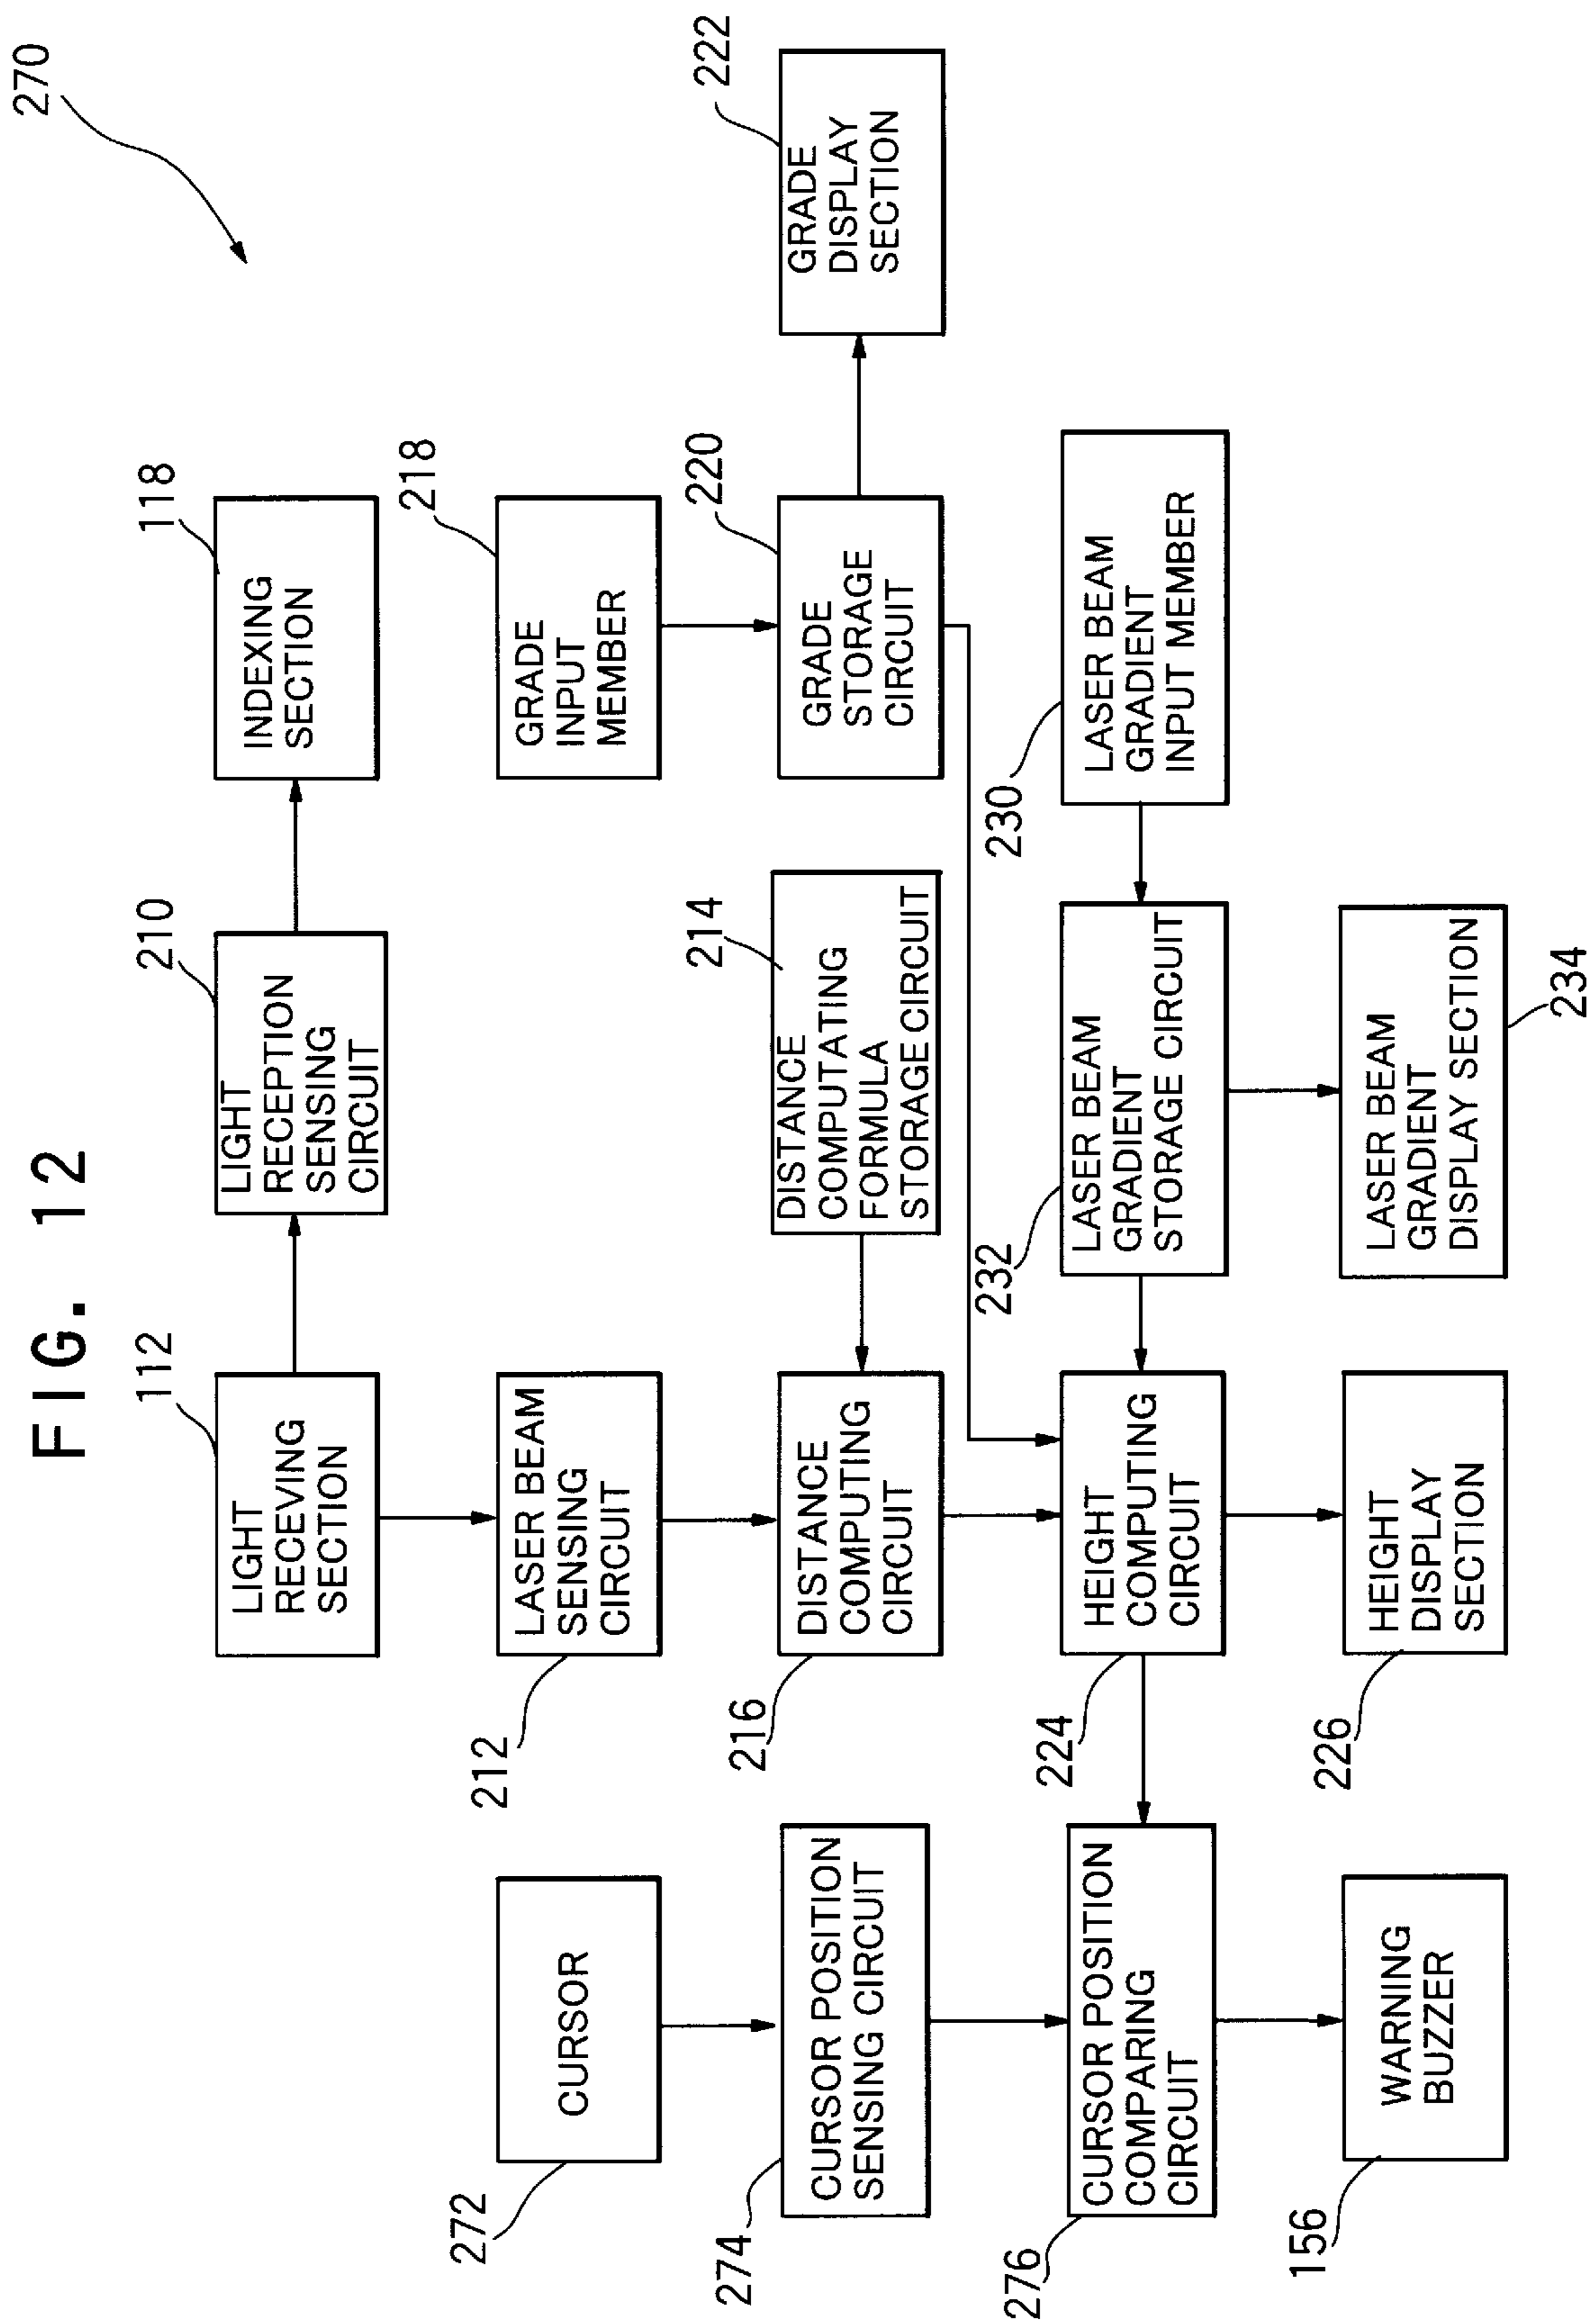 FIG. 12
270
112
LIGHT
RECEVING
SECTION
210
LIGHT
RECEPTION
SENSING
CIRCUIT
118
INDEXING
SECTION
272
CURSOR
212
LASER BEAM
SENSING
CIRCUIT
218
GRADE
INPUT
MEMBER
274
CURSOR POSITION
SENSING CIRCUIT
216
DISTANCE
COMPUTING
CIRCUIT
214
DISTANCE
COMPUTATING
FORMULA
STORAGE CIRCUIT
220
GRADE
STORAGE
CIRCUIT
222
GRADE
DISPLAY
SECTION
276
CURSOR POSITION
COMPARING
CIRCUIT
224
HEIGHT
COMPUTING
CIRCUIT
232
LASER BEAM
GRADIENT
STORAGE CIRCUIT
230
LASER BEAM
GRADIENT
INPUT MEMBER
156
WARNING
BUZZER
226
HEIGHT
DISPLAY
SECTION
LASER BEAM
GRADIENT
DISPLAY SECTION
234